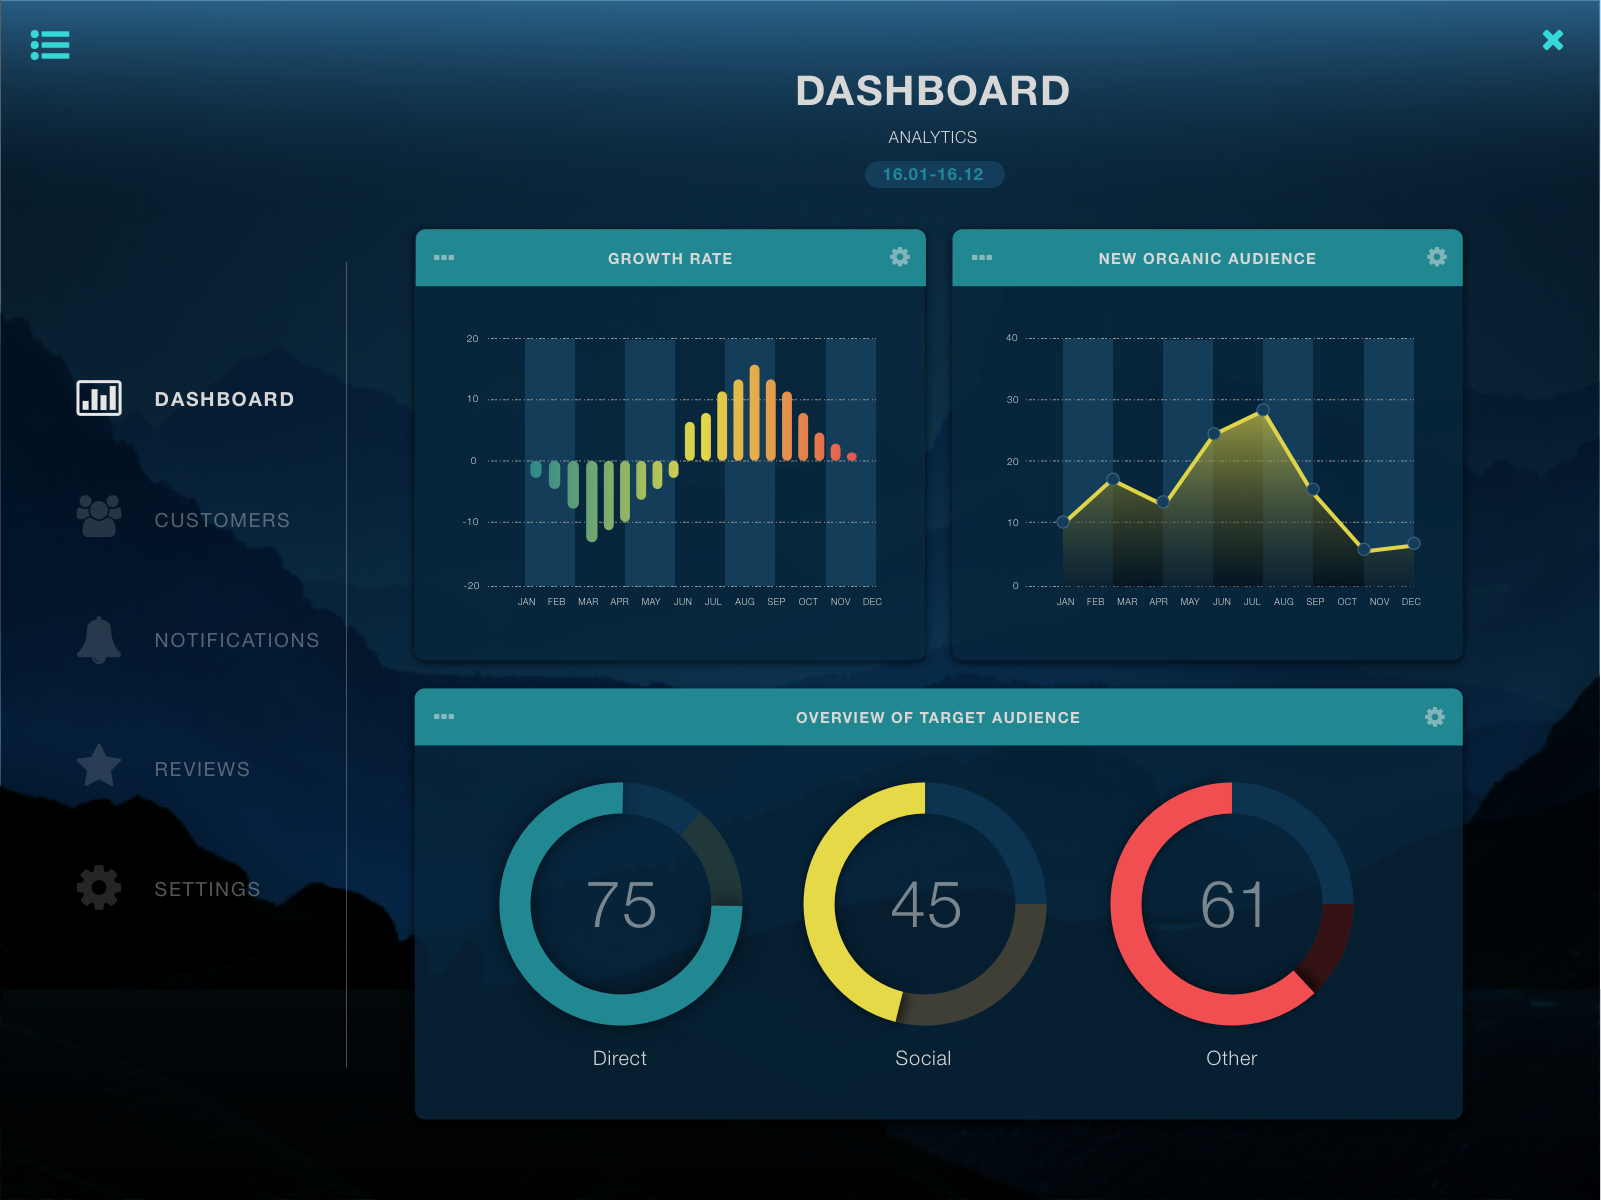 DASHBOARD
ANALYTICS
16.01-16.12
DASHBOARD
CUSTOMERS
NOTIFICATIONS
REVIEWS
SETTINGS
GROWTH RATE
20
10
0
-10
-20
JAN FEB MAR APR MAY JUN JUL AUG SEP OCT NOV DEC
NEW ORGANIC AUDIENCE
40
30
20
10
0
JAN FEB MAR APR MAY JUN JUL AUG SEP OCT NOV DEC
OVERVIEW OF TARGET AUDIENCE
75 45 61
Direct Social Other